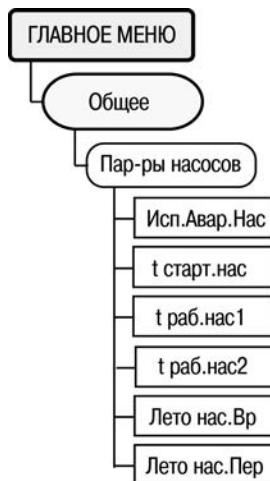 ГЛАВНОЕ МЕНЮ
Общее
Пар-ры насосов
Исп.Авар.Нас
t старт.нас
t раб.нас1
t раб.нас2
Лето нас.Вр
Лето нас.Пер